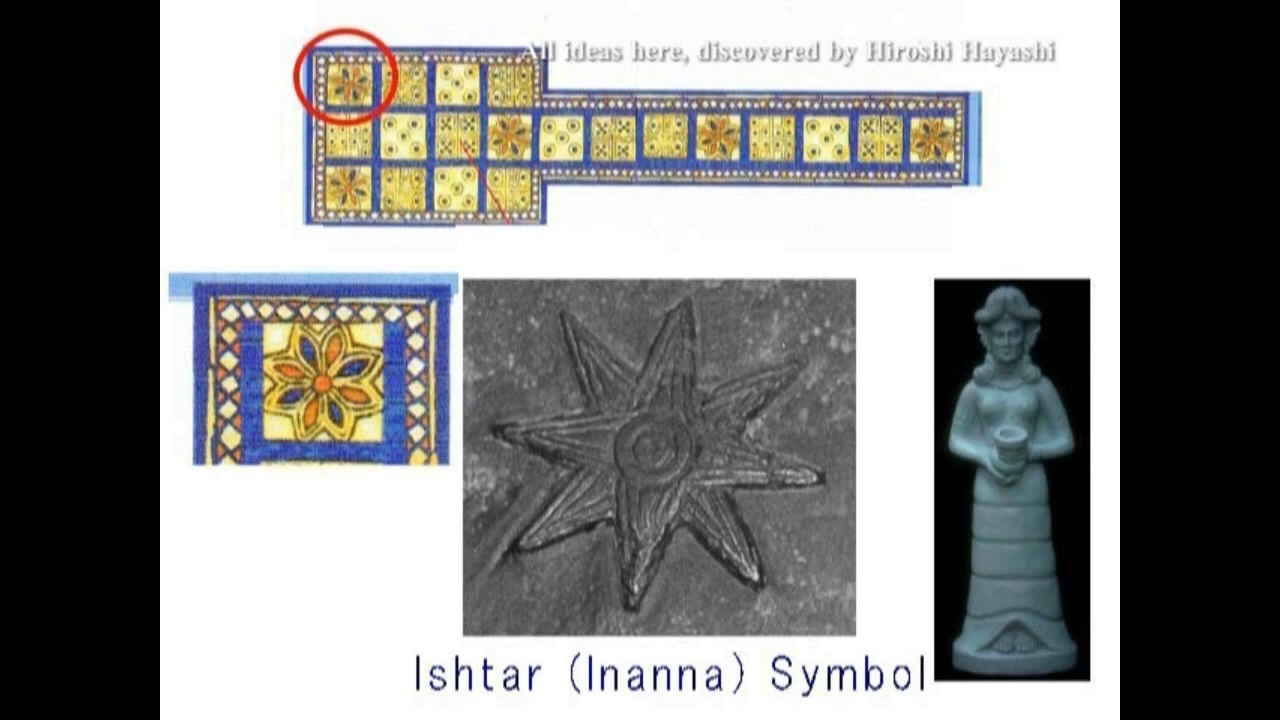 All ideas here, discovered by Hiroshi Hayashi
Ishtar (Inanna) Symbol